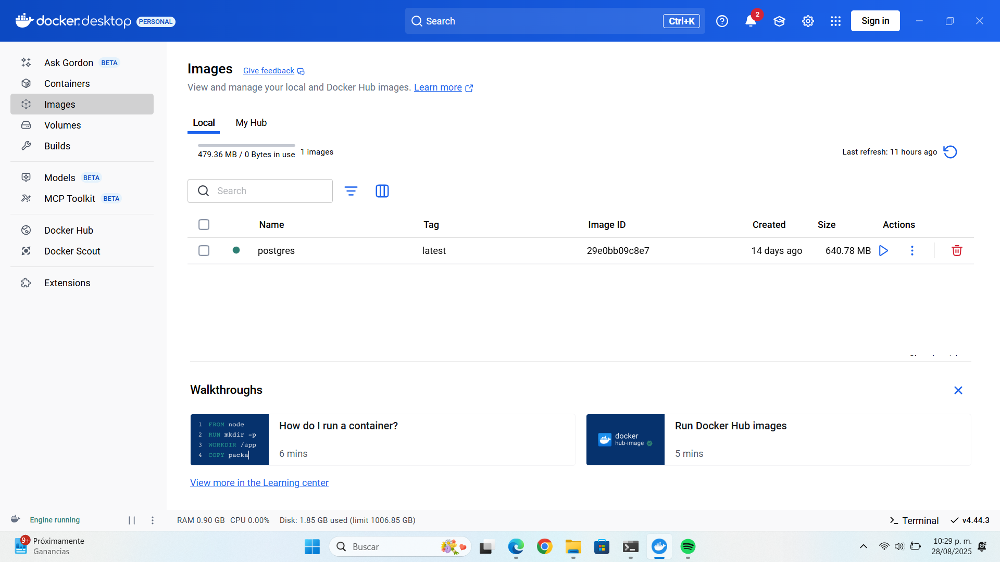 docker.desktop PERSONAL
Search
Ctrl+K
2
Sign in
Ask Gordon BETA
Containers
Images
Volumes
Builds
Models BETA
MCP Toolkit BETA
Docker Hub
Docker Scout
Extensions
Images Give feedback
View and manage your local and Docker Hub images. Learn more
Local My Hub
479.36 MB / 0 Bytes in use 1 images
Last refresh: 11 hours ago
Search
Name Tag Image ID Created Size Actions
postgres latest 29e0bb09c8e7 14 days ago 640.78 MB
Walkthroughs
1 FROM node
2 RUN mkdir -p
3 WORKDIR /app
4 COPY packa
How do I run a container?
6 mins
docker
hub-image
Run Docker Hub images
5 mins
View more in the Learning center
Engine running
RAM 0.90 GB CPU 0.00% Disk: 1.85 GB used (limit 1006.85 GB)
Terminal
v4.44.3
9+
Próximamente
Ganancias
Buscar
10:29 p. m.
28/08/2025